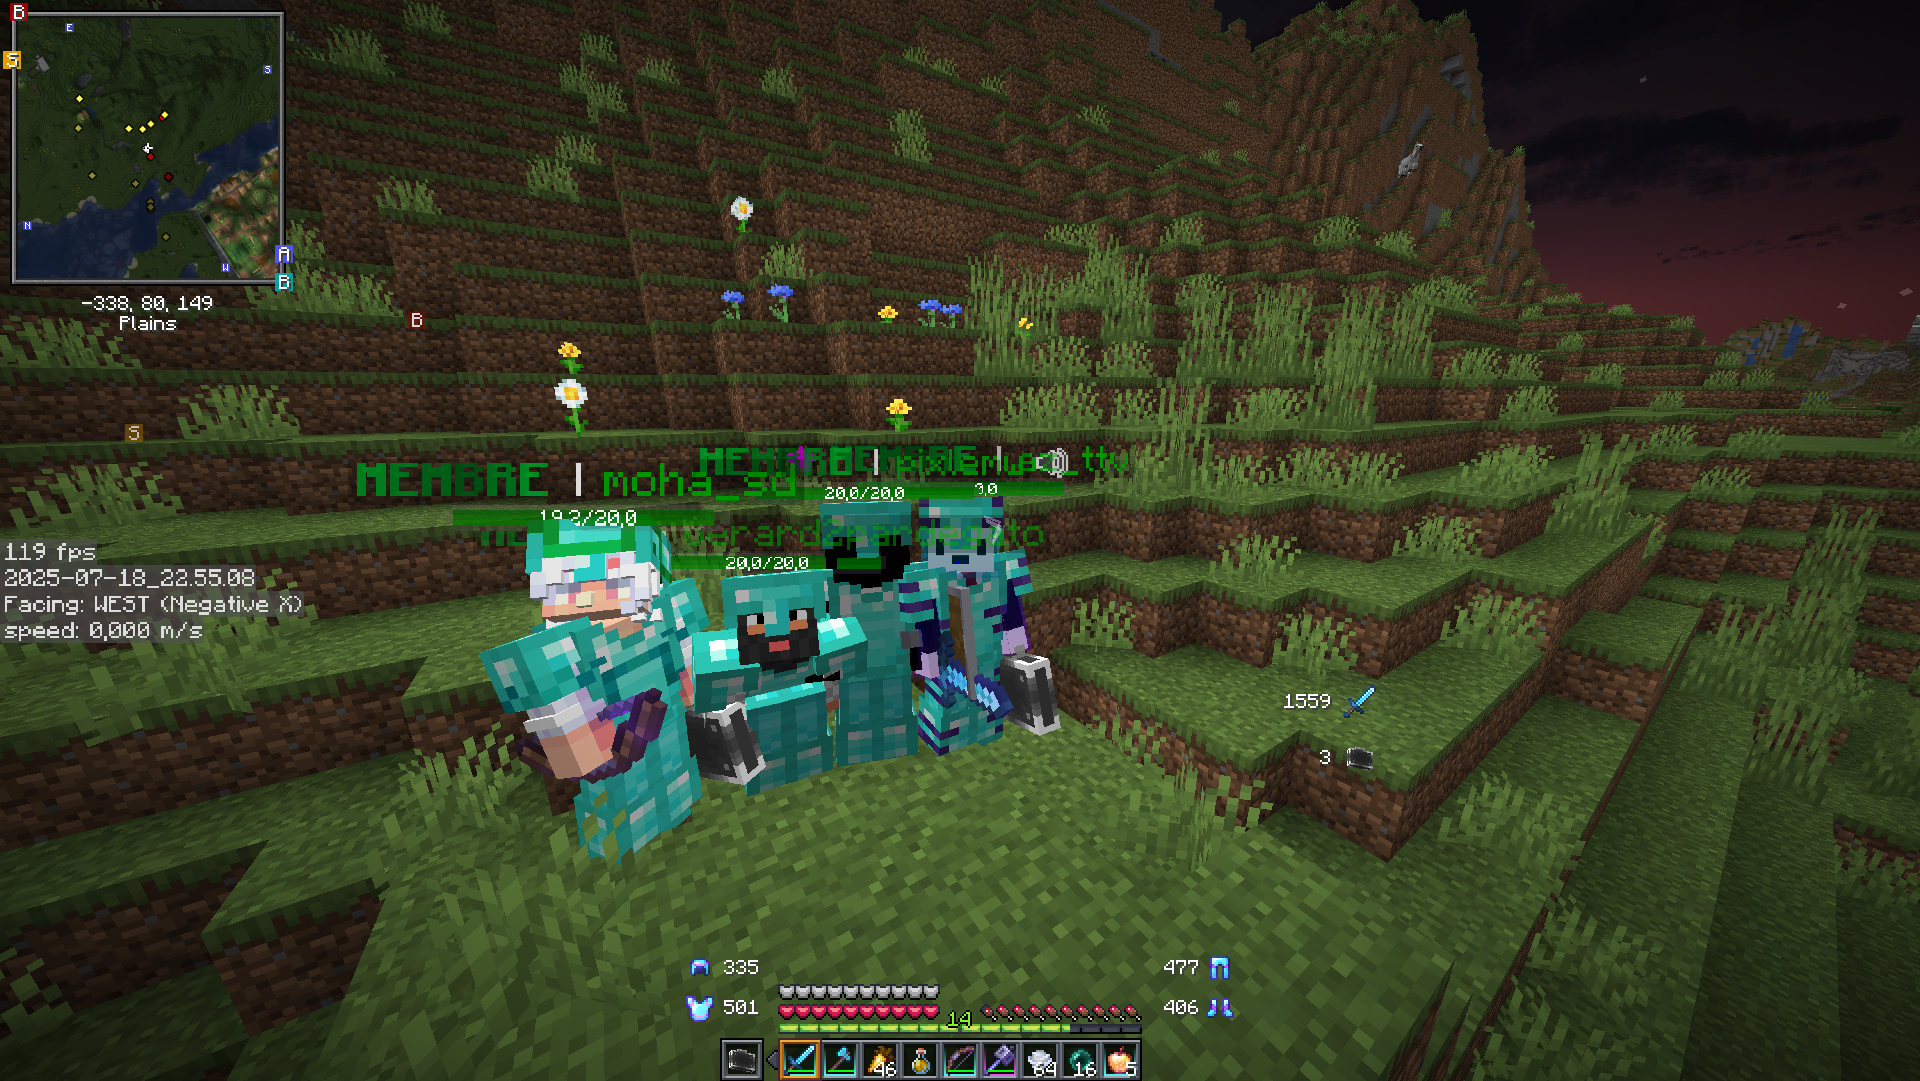 B
E
S
S
N
W
A
B
-338, 80, 149
Plains
B
S
MEMBRE | moha_sd
20,0/20,0
3,0
19,3/20,0
20,0/20,0
119 fps
2025-07-18_22.55.08
Facing: WEST (Negative X)
speed: 0,000 m/s
1559
3
335
477
501
406
14
46
64
16
5